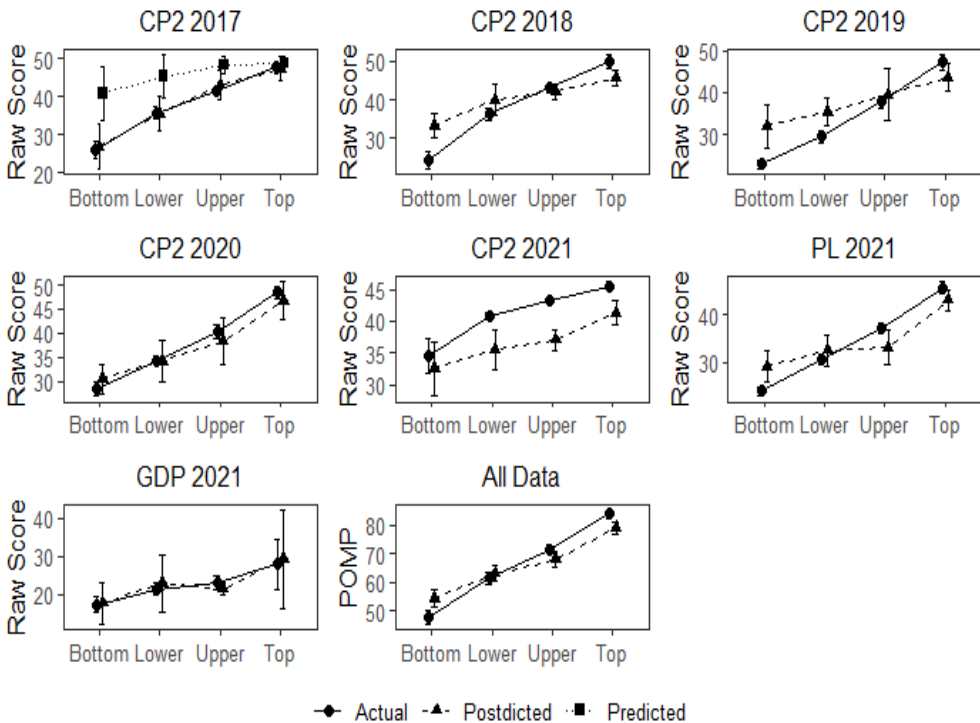 CP2 2017
CP2 2018
CP2 2019
Raw Score
50
40
30
20
Bottom Lower Upper Top
Raw Score
50
40
30
Bottom Lower Upper Top
Raw Score
50
40
30
Bottom Lower Upper Top
CP2 2020
CP2 2021
PL 2021
Raw Score
50
45
40
35
30
Bottom Lower Upper Top
Raw Score
45
40
35
30
Bottom Lower Upper Top
Raw Score
40
30
Bottom Lower Upper Top
GDP 2021
All Data
Raw Score
40
30
20
Bottom Lower Upper Top
POMP
80
70
60
50
Bottom Lower Upper Top
Actual Postdicted Predicted